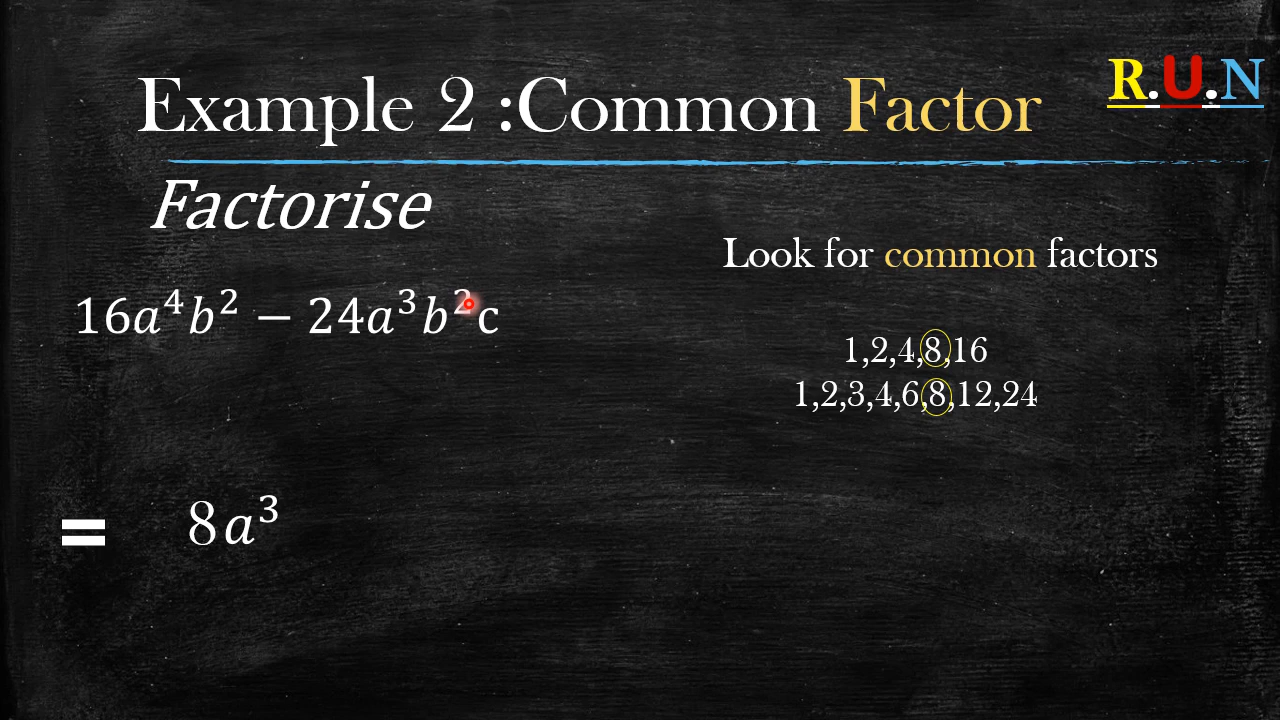 Example 2 :Common Factor
R.U.N
Factorise
Look for common factors
16a⁴b² − 24a³b²c
1,2,4,8,16
1,2,3,4,6,8,12,24
= 8a³